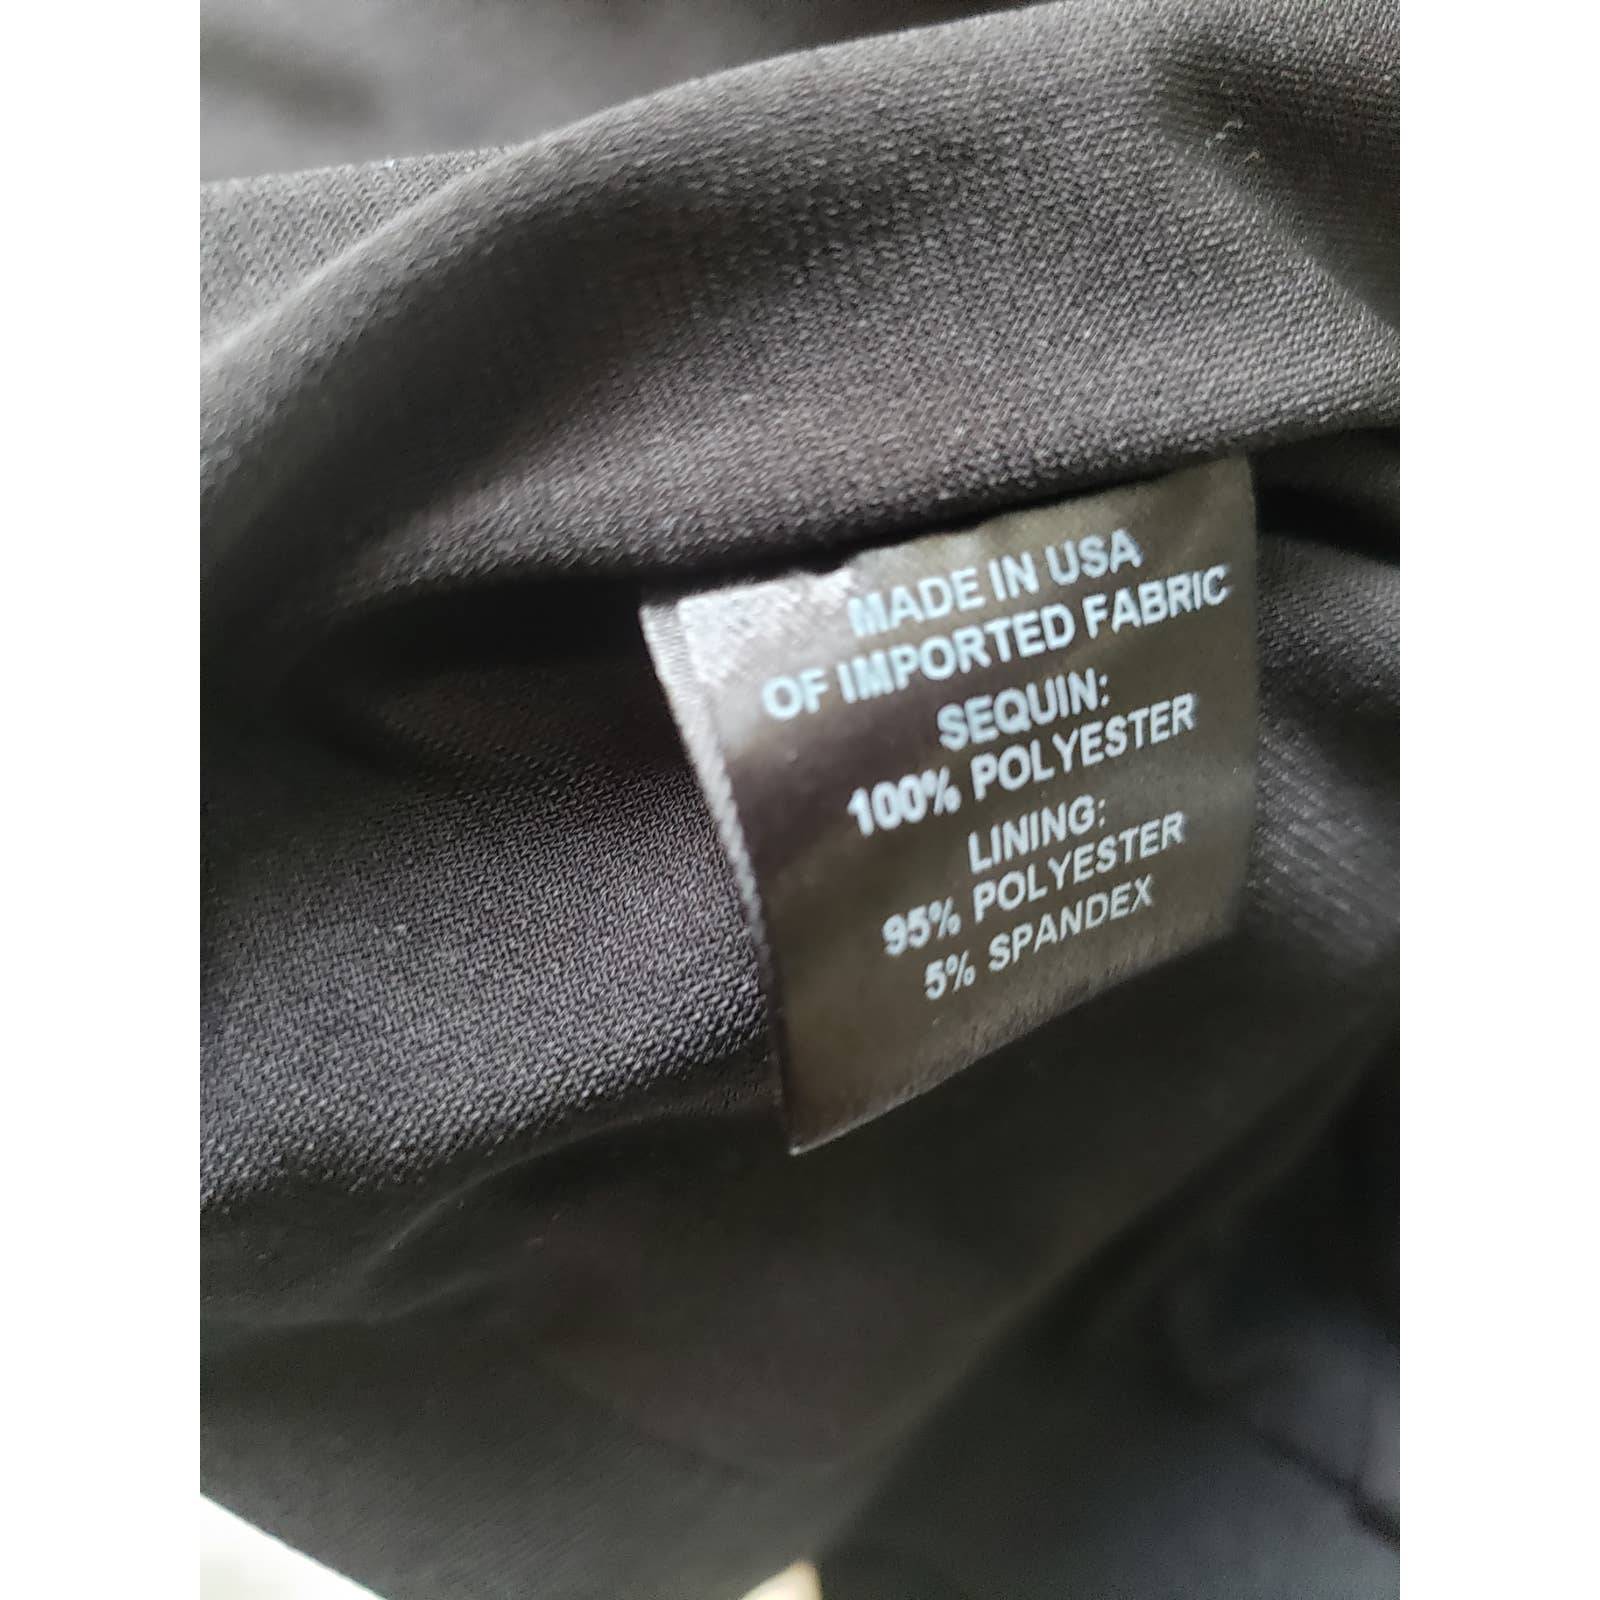 MADE IN USA
OF IMPORTED FABRIC
SEQUIN:
100% POLYESTER
LINING:
95% POLYESTER
5% SPANDEX